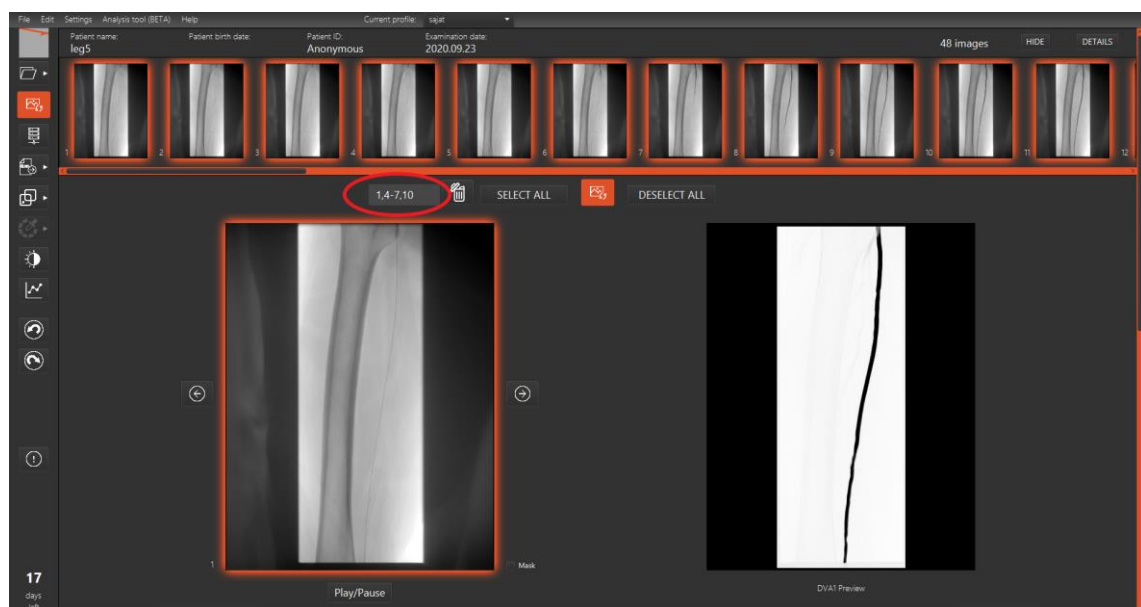 File Edit Settings Analysis tool (BETA) Help Current profile: sajat
Patient name: Patient birth date: Patient ID: Examination date:
leg5 Anonymous 2020.09.23
48 images HIDE DETAILS
1 2 3 4 5 6 7 8 9 10 11 12
1,4-7,10 SELECT ALL DESELECT ALL
1 Mask
Play/Pause DVA1 Preview
17
days
left